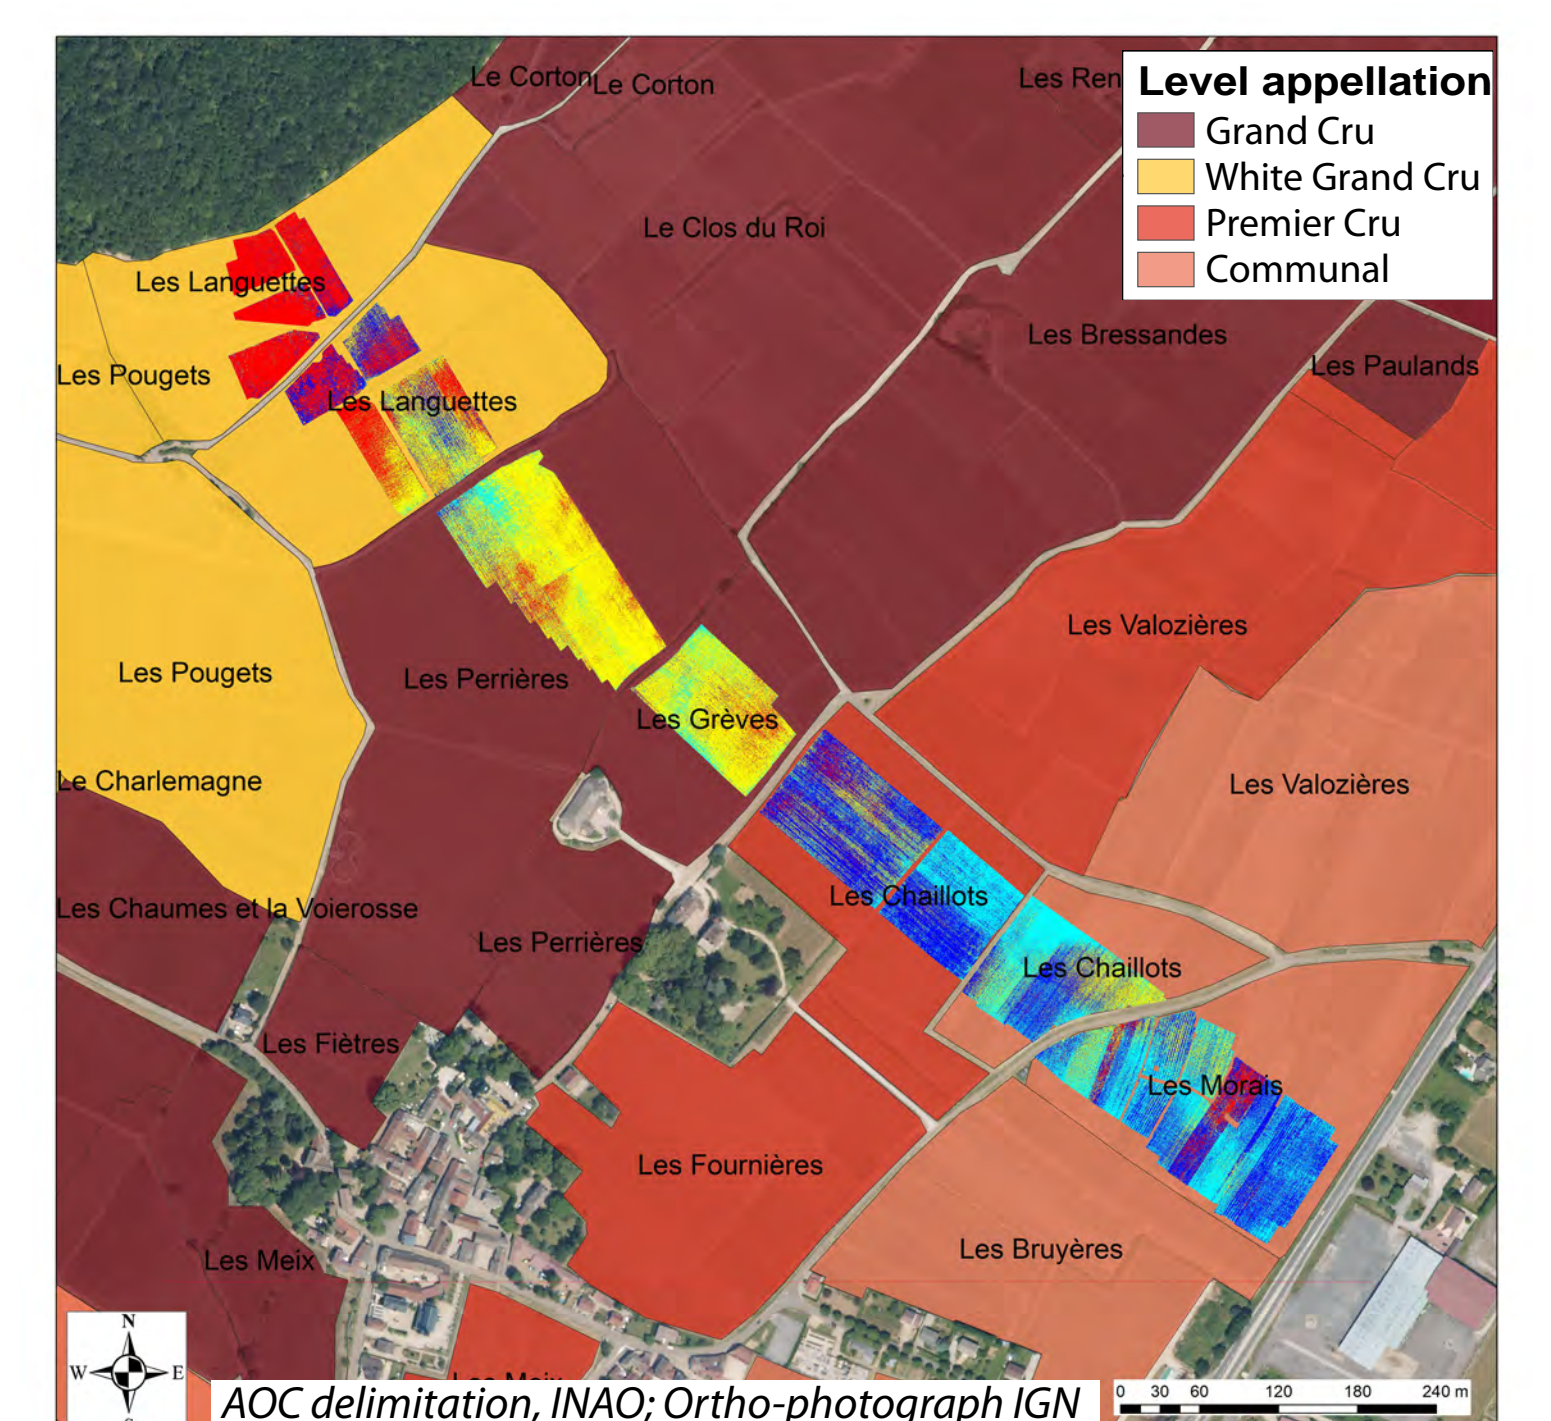 Le Corton
Le Corton
Les Ren
Level appellation
Grand Cru
White Grand Cru
Premier Cru
Communal
Le Clos du Roi
Les Languettes
Les Bressandes
Les Paulands
Les Pougets
Les Languettes
Les Valozières
Les Pougets
Les Perrières
Les Grèves
Le Charlemagne
Les Valozières
Les Chaillots
Les Chaumes et la Voierosse
Les Perrières
Les Chaillots
Les Fiètres
Les Morais
Les Fournières
Les Bruyères
Les Meix
N
W E
S
Les Meix
AOC delimitation, INAO; Ortho-photograph IGN
0 30 60 120 180 240 m